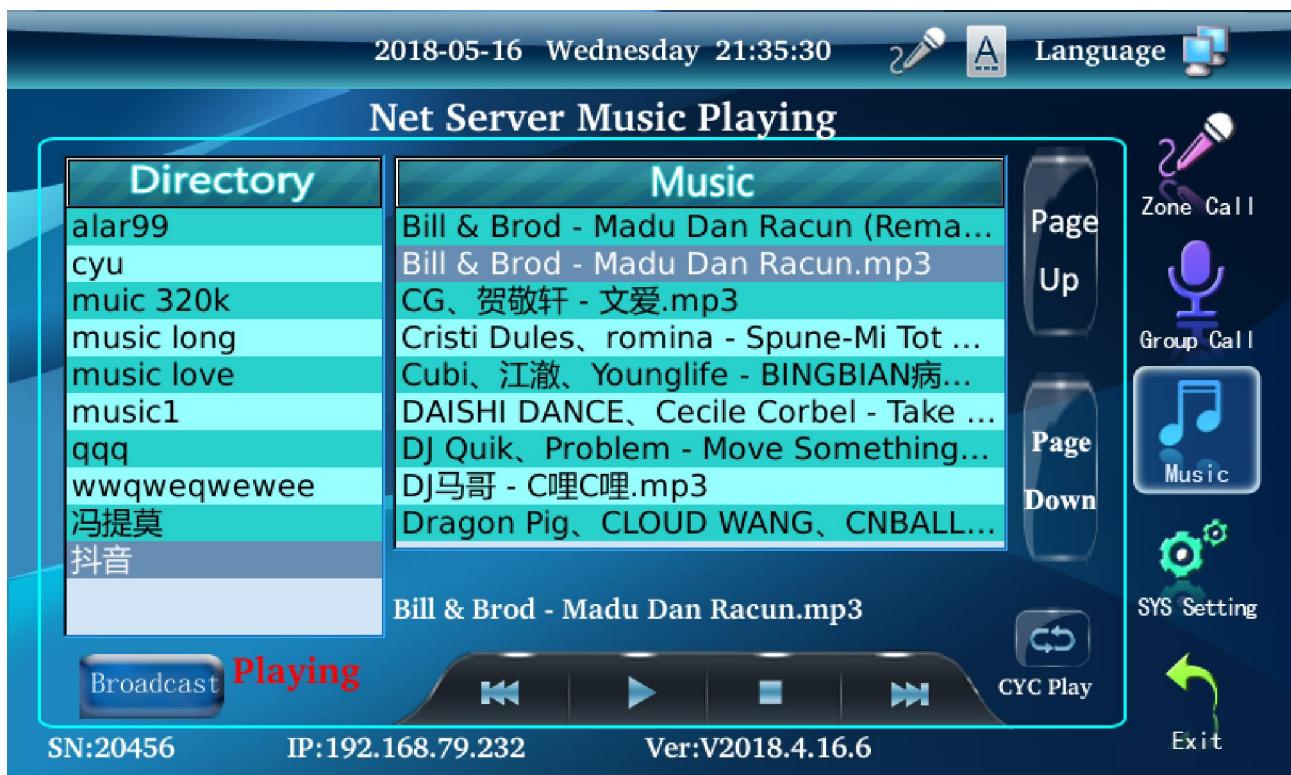 2018-05-16 Wednesday 21:35:30 A Language
Net Server Music Playing
Directory
alar99
cyu
muic 320k
music long
music love
music1
qqq
wwqweqwewee
冯提莫
抖音
Music
Bill & Brod - Madu Dan Racun (Rema...
Bill & Brod - Madu Dan Racun.mp3
CG、贺敬轩 - 文爱.mp3
Cristi Dules、romina - Spune-Mi Tot ...
Cubi、江澈、Younglife - BINGBIAN病...
DAISHI DANCE、Cecile Corbel - Take ...
DJ Quik、Problem - Move Something...
DJ马哥 - C哩C哩.mp3
Dragon Pig、CLOUD WANG、CNBALL...
Page
Up
Page
Down
Bill & Brod - Madu Dan Racun.mp3
Broadcast Playing
CYC Play
Zone Call
Group Call
Music
SYS Setting
Exit
SN:20456 IP:192.168.79.232 Ver:V2018.4.16.6